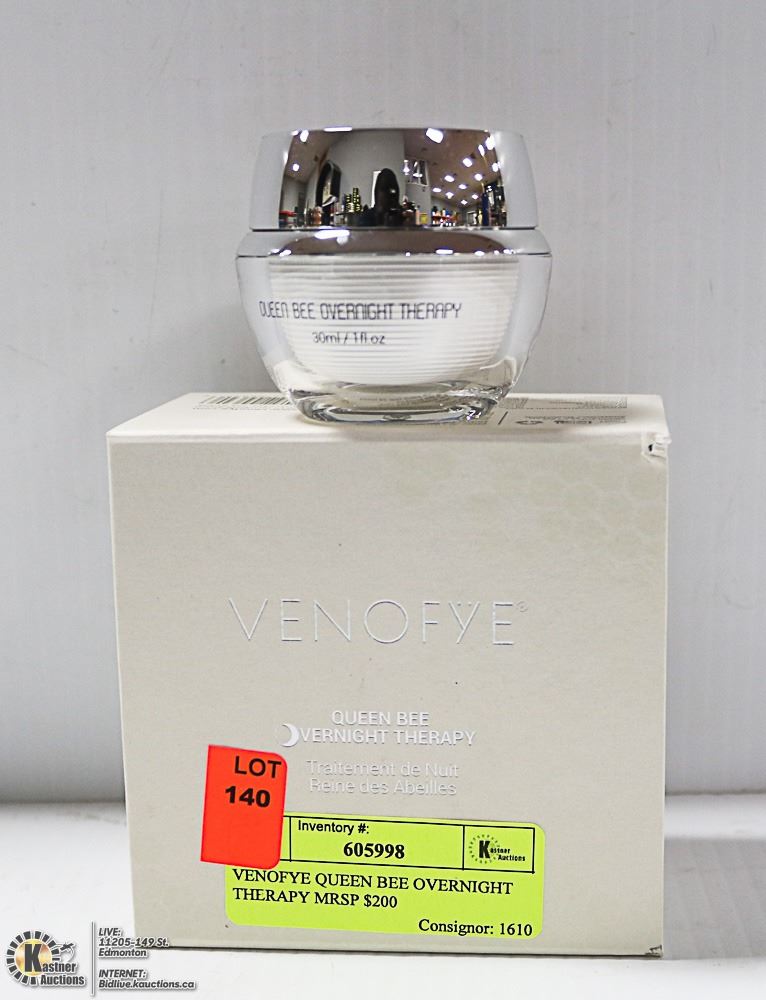 QUEEN BEE OVERNIGHT THERAPY
30ml / 1fl oz
VENOFŸE®
QUEEN BEE
OVERNIGHT THERAPY
Traitement de Nuit
Reine des Abeilles
LOT
140
Inventory #:
605998
Kastner
Auctions
VENOFYE QUEEN BEE OVERNIGHT
THERAPY MRSP $200
Consignor: 1610
Kastner
Auctions
LIVE:
11205-149 St.
Edmonton
INTERNET:
Bidlive.kauctions.ca